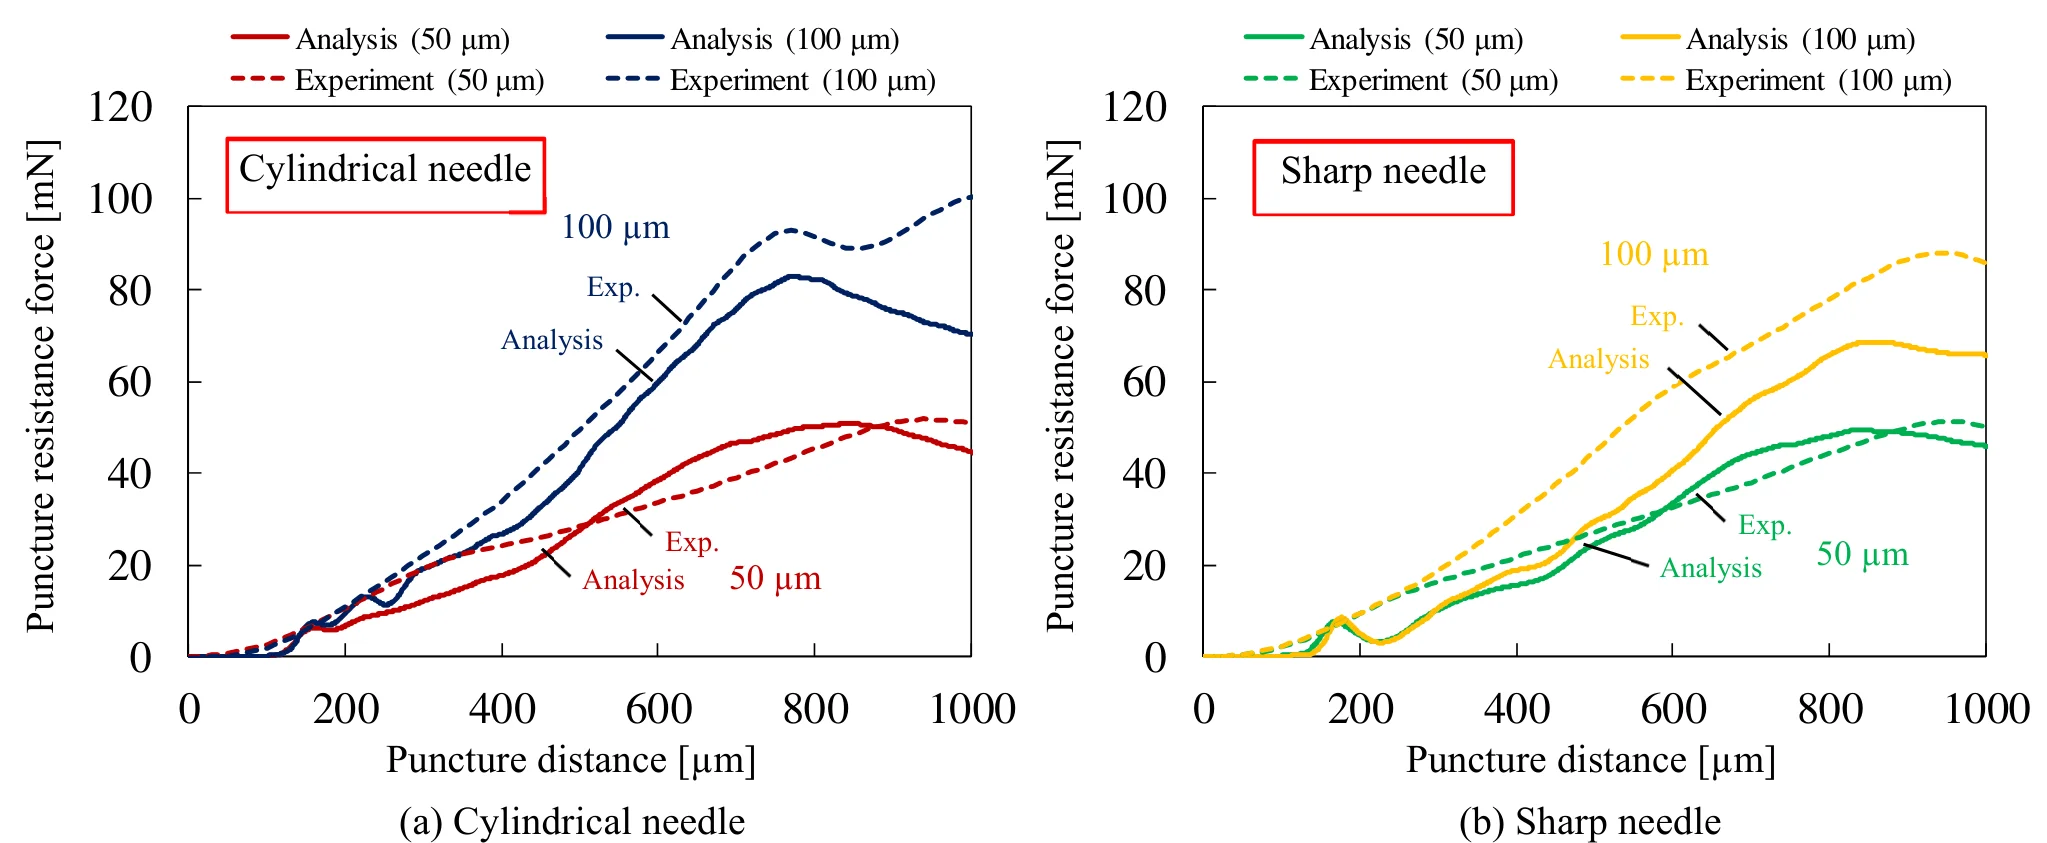 Analysis (50 µm)
Analysis (100 µm)
Experiment (50 µm)
Experiment (100 µm)
Puncture resistance force [mN]
120
100
80
60
40
20
0
Cylindrical needle
100 µm
Exp.
Analysis
Exp.
Analysis
50 µm
0
200
400
600
800
1000
Puncture distance [µm]
(a) Cylindrical needle
Analysis (50 µm)
Analysis (100 µm)
Experiment (50 µm)
Experiment (100 µm)
Puncture resistance force [mN]
120
100
80
60
40
20
0
Sharp needle
100 µm
Exp.
Analysis
Exp.
50 µm
Analysis
0
200
400
600
800
1000
Puncture distance [µm]
(b) Sharp needle